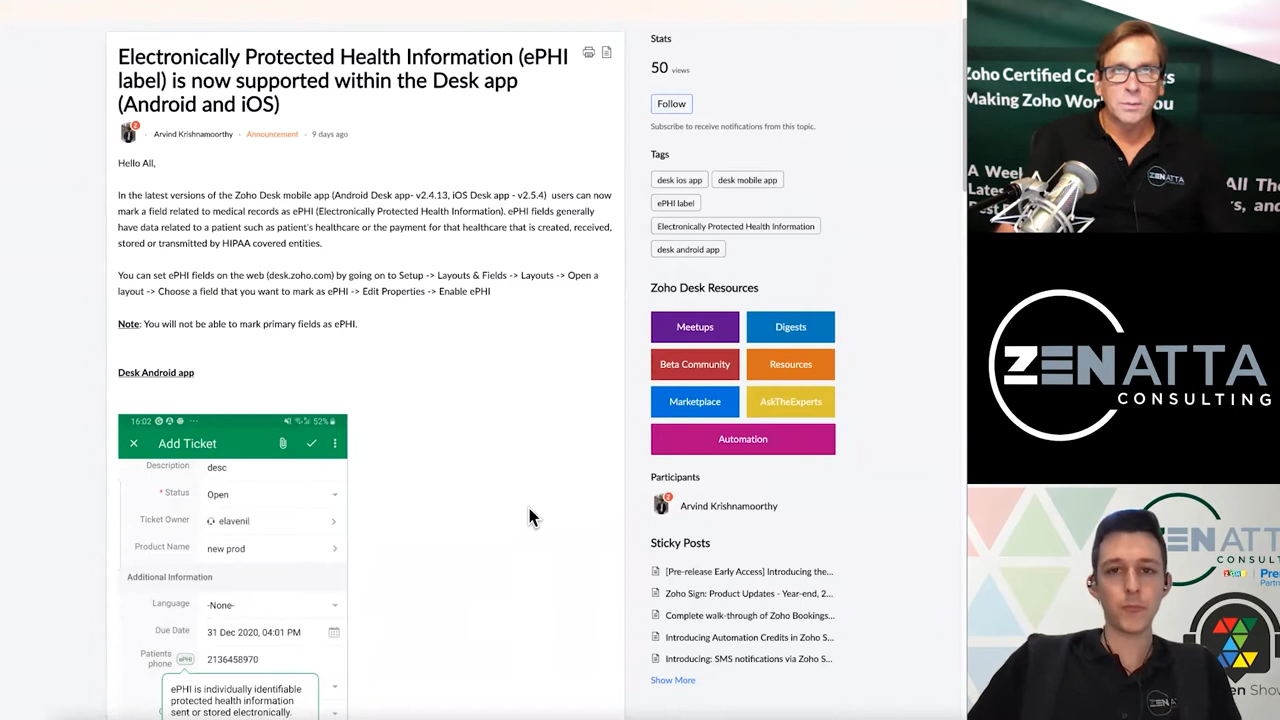 Electronically Protected Health Information (ePHI
label) is now supported within the Desk app
(Android and iOS)
Arvind Krishnamoorthy · Announcement · 9 days ago
Hello All,
In the latest versions of the Zoho Desk mobile app (Android Desk app- v2.4.13, iOS Desk app - v2.5.4) users can now
mark a field related to medical records as ePHI (Electronically Protected Health Information). ePHI fields generally
have data related to a patient such as patient's healthcare or the payment for that healthcare that is created, received,
stored or transmitted by HIPAA covered entities.
You can set ePHI fields on the web (desk.zoho.com) by going on to Setup -> Layouts & Fields -> Layouts -> Open a
layout -> Choose a field that you want to mark as ePHI -> Edit Properties -> Enable ePHI
Note: You will not be able to mark primary fields as ePHI.
Desk Android app
16:02 52%
Add Ticket
Description desc
* Status Open
Ticket Owner elavenil
Product Name new prod
Additional Information
Language -None-
Due Date 31 Dec 2020, 04:01 PM
Patients
phone ePHI 2136458970
ePHI is individually identifiable
protected health information
sent or stored electronically.
Stats
50 views
Follow
Subscribe to receive notifications from this topic.
Tags
desk ios app desk mobile app
ePHI label
Electronically Protected Health Information
desk android app
Zoho Desk Resources
Meetups Digests
Beta Community Resources
Marketplace AskTheExperts
Automation
Participants
Arvind Krishnamoorthy
Sticky Posts
[Pre-release Early Access] Introducing the...
Zoho Sign: Product Updates - Year-end, 2...
Complete walk-through of Zoho Bookings...
Introducing Automation Credits in Zoho S...
Introducing: SMS notifications via Zoho S...
Show More
Zoho Certified Co
Making Zoho Wor
A Week
All Th
ZENATTA
ZENATTA
CONSULTING
ZENATTA
CONSULT